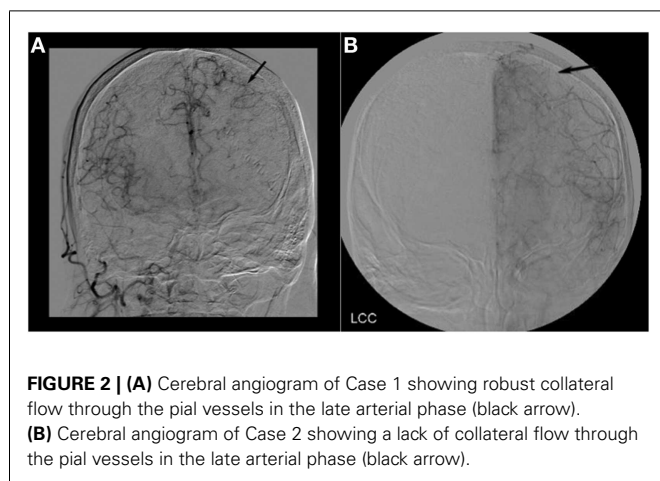 A
B
LCC
FIGURE 2 | (A) Cerebral angiogram of Case 1 showing robust collateral
flow through the pial vessels in the late arterial phase (black arrow).
(B) Cerebral angiogram of Case 2 showing a lack of collateral flow through
the pial vessels in the late arterial phase (black arrow).